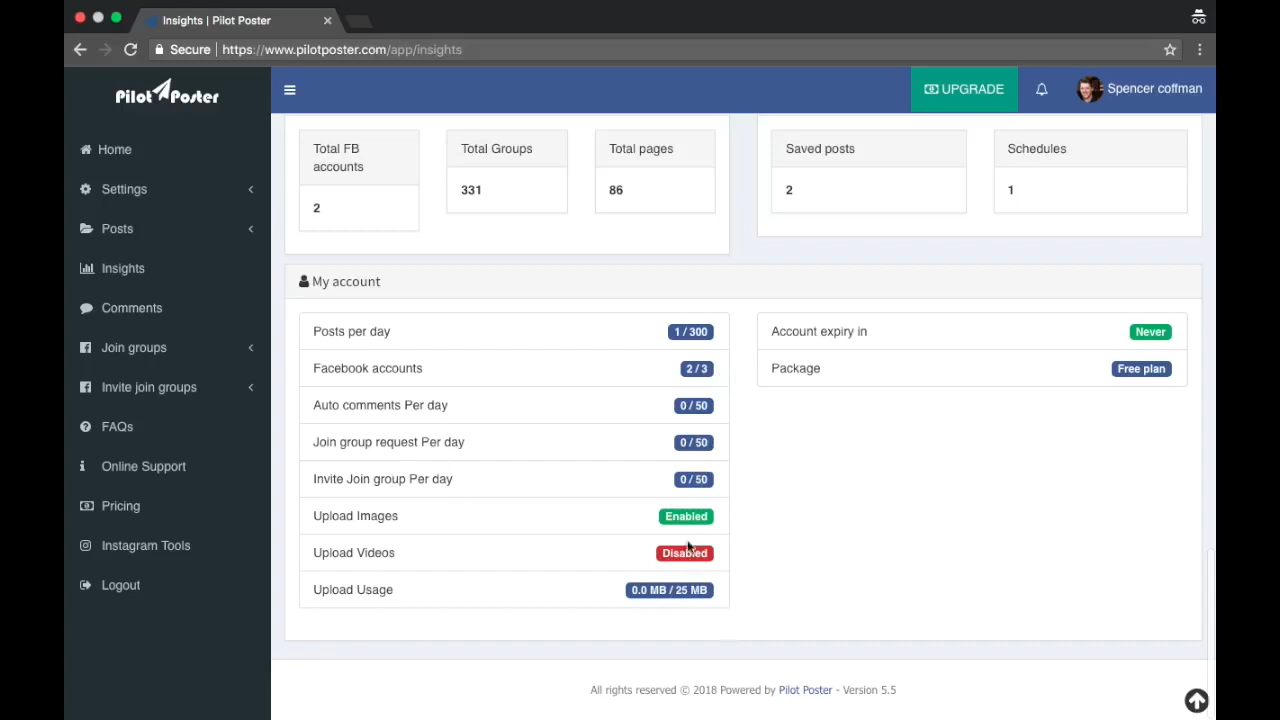 Insights | Pilot Poster
Secure | https://www.pilotposter.com/app/insights
Pilot Poster
UPGRADE
Spencer coffman
Home
Settings
Posts
Insights
Comments
Join groups
Invite join groups
FAQs
Online Support
Pricing
Instagram Tools
Logout
Total FB accounts
2
Total Groups
331
Total pages
86
Saved posts
2
Schedules
1
My account
Posts per day 1 / 300
Facebook accounts 2 / 3
Auto comments Per day 0 / 50
Join group request Per day 0 / 50
Invite Join group Per day 0 / 50
Upload Images Enabled
Upload Videos Disabled
Upload Usage 0.0 MB / 25 MB
Account expiry in Never
Package Free plan
All rights reserved © 2018 Powered by Pilot Poster - Version 5.5